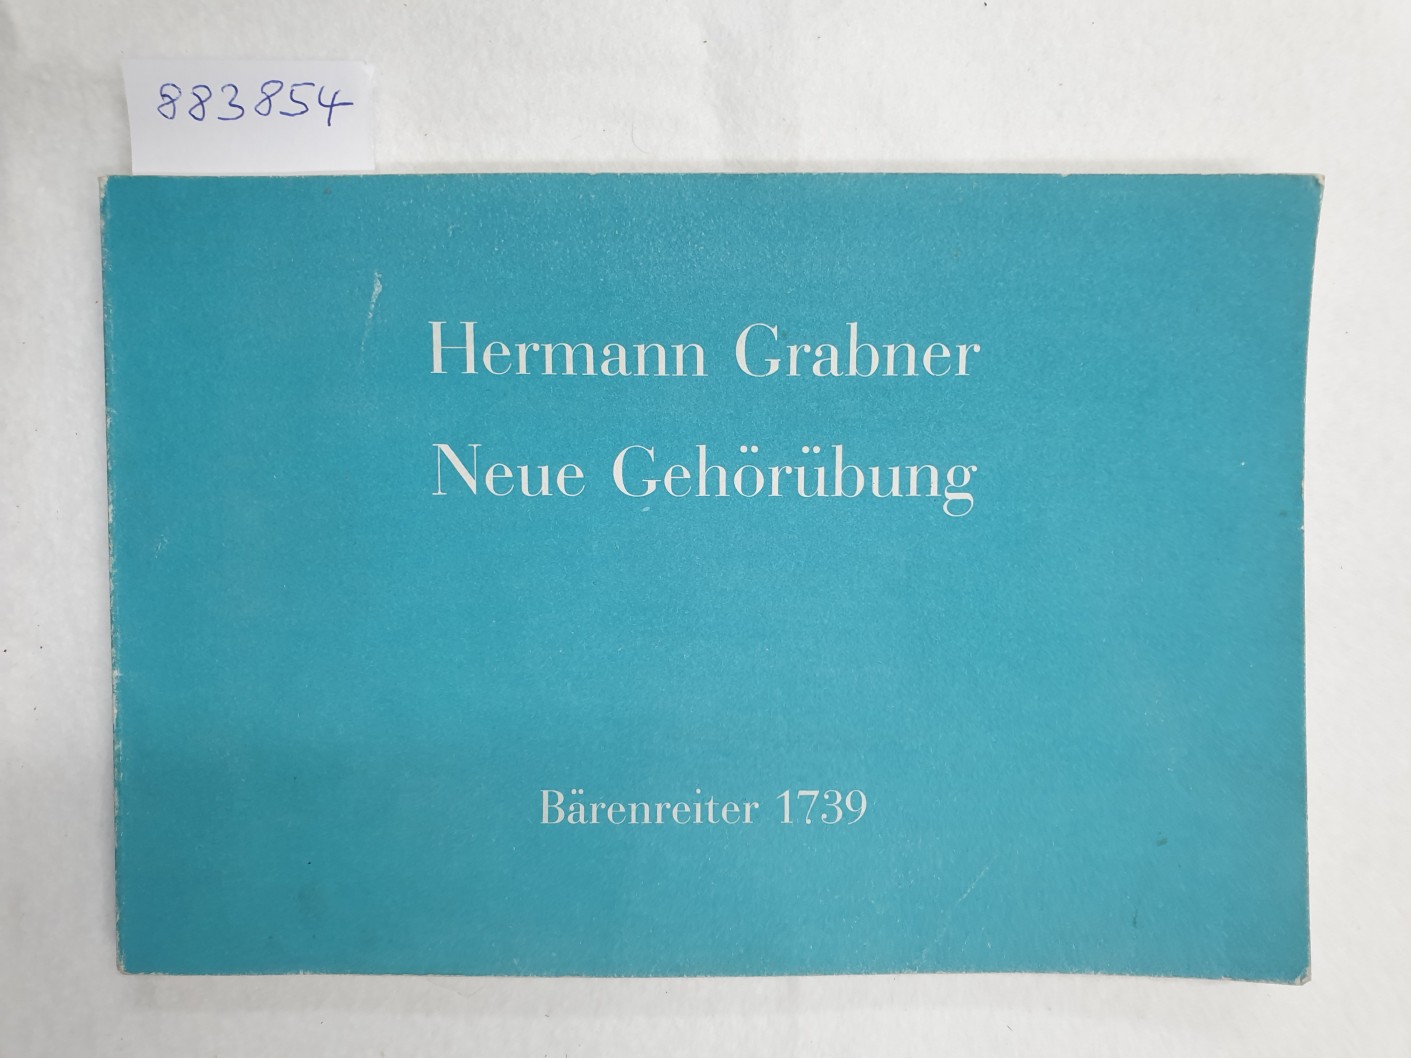 883854
Hermann Grabner
Neue Gehörübung
Bärenreiter 1739